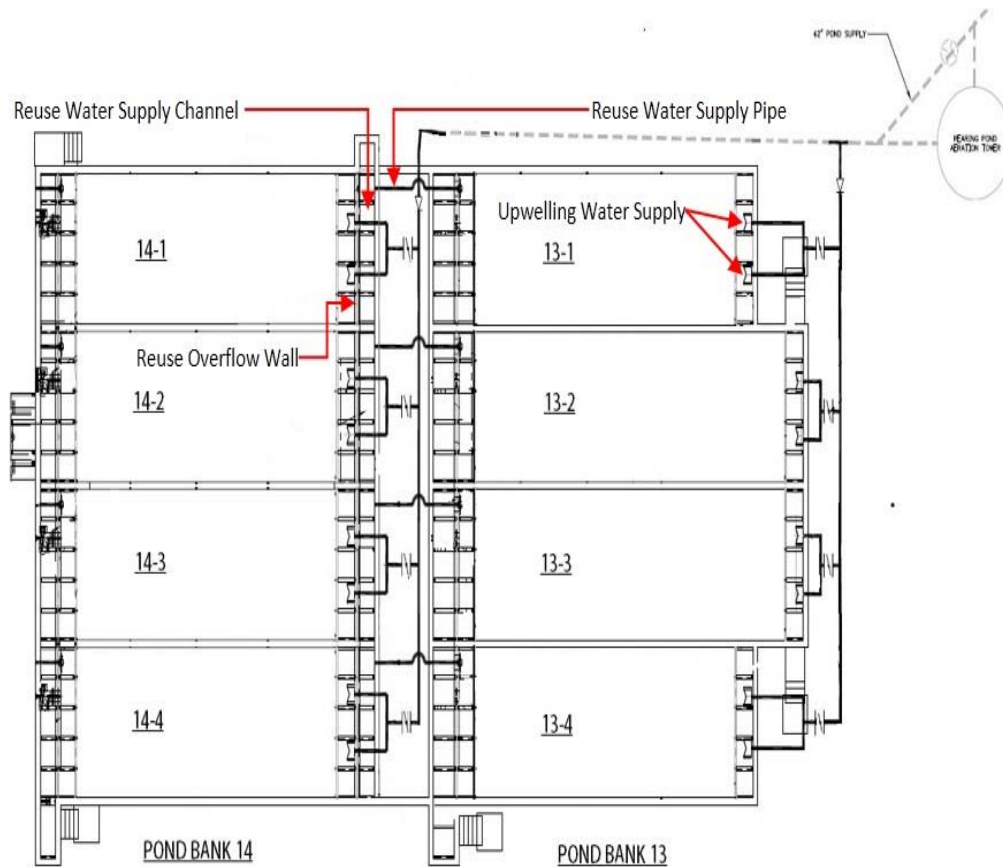 62" POND SUPPLY
Reuse Water Supply Channel
Reuse Water Supply Pipe
REARING POND
AERATION TOWER
Upwelling Water Supply
14-1
13-1
Reuse Overflow Wall
14-2
13-2
14-3
13-3
14-4
13-4
POND BANK 14
POND BANK 13